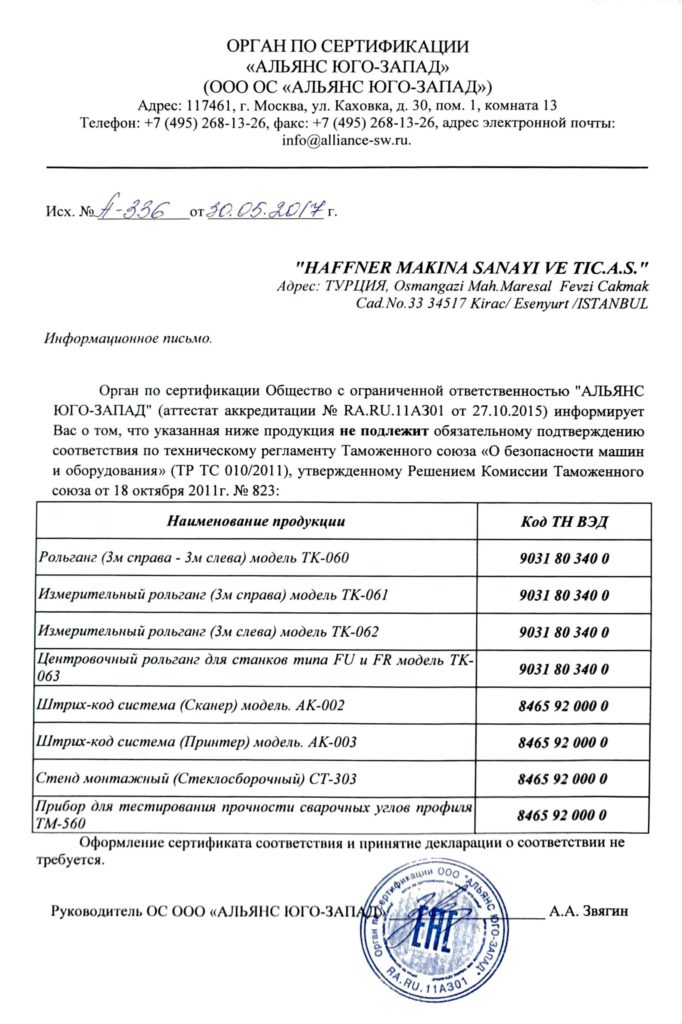 ОРГАН ПО СЕРТИФИКАЦИИ
«АЛЬЯНС ЮГО-ЗАПАД»
(ООО ОС «АЛЬЯНС ЮГО-ЗАПАД»)
Адрес: 117461, г. Москва, ул. Каховка, д. 30, пом. 1, комната 13
Телефон: +7 (495) 268-13-26, факс: +7 (495) 268-13-26, адрес электронной почты:
info@alliance-sw.ru.
Исх. № А-336 от 30.05.2017 г.
"HAFFNER MAKINA SANAYI VE TIC.A.S."
Адрес: ТУРЦИЯ, Osmangazi Mah.Maresal Fevzi Cakmak
Cad.No.33 34517 Kirac/ Esenyurt /ISTANBUL
Информационное письмо.
Орган по сертификации Общество с ограниченной ответственностью "АЛЬЯНС
ЮГО-ЗАПАД" (аттестат аккредитации № RA.RU.11АЗ01 от 27.10.2015) информирует
Вас о том, что указанная ниже продукция не подлежит обязательному подтверждению
соответствия по техническому регламенту Таможенного союза «О безопасности машин
и оборудования» (ТР ТС 010/2011), утвержденному Решением Комиссии Таможенного
союза от 18 октября 2011г. № 823:
Наименование продукции Код ТН ВЭД
Рольганг (3м справа - 3м слева) модель ТК-060 9031 80 340 0
Измерительный рольганг (3м справа) модель ТК-061 9031 80 340 0
Измерительный рольганг (3м слева) модель ТК-062 9031 80 340 0
Центровочный рольганг для станков типа FU и FR модель ТК-
063 9031 80 340 0
Штрих-код система (Сканер) модель. АК-002 8465 92 000 0
Штрих-код система (Принтер) модель. АК-003 8465 92 000 0
Стенд монтажный (Стеклосборочный) СТ-303 8465 92 000 0
Прибор для тестирования прочности сварочных углов профиля
ТМ-560 8465 92 000 0
Оформление сертификата соответствия и принятие декларации о соответствии не
требуется.
Руководитель ОС ООО «АЛЬЯНС ЮГО-ЗАПАД» А.А. Звягин
Орган по сертификации ООО "АЛЬЯНС ЮГО-ЗАПАД"
ЕАС
RA.RU.11АЗ01